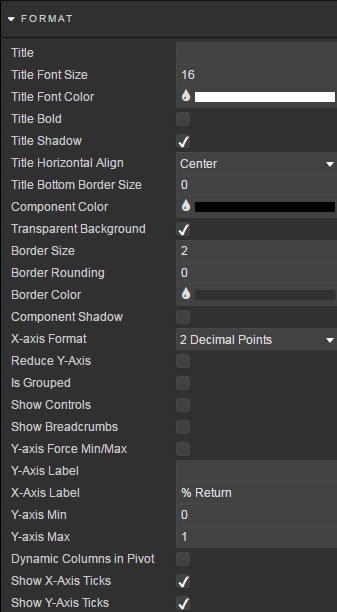 FORMAT
Title
Title Font Size 16
Title Font Color
Title Bold
Title Shadow
Title Horizontal Align Center
Title Bottom Border Size 0
Component Color
Transparent Background
Border Size 2
Border Rounding 0
Border Color
Component Shadow
X-axis Format 2 Decimal Points
Reduce Y-Axis
Is Grouped
Show Controls
Show Breadcrumbs
Y-axis Force Min/Max
Y-Axis Label
X-Axis Label % Return
Y-axis Min 0
Y-axis Max 1
Dynamic Columns in Pivot
Show X-Axis Ticks
Show Y-Axis Ticks